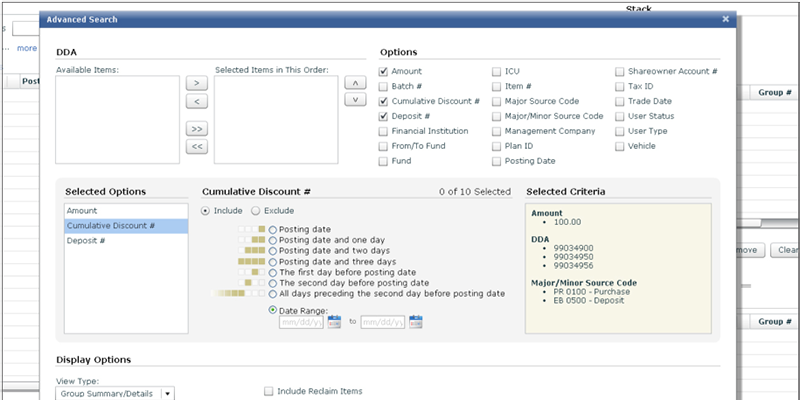 Stack
s
... more
Post
Group #
Advanced Search
DDA
Available Items:
Selected Items in This Order:
>
<
>>
<<
Options
Amount
Batch #
Cumulative Discount #
Deposit #
Financial Institution
From/To Fund
Fund
ICU
Item #
Major Source Code
Major/Minor Source Code
Management Company
Plan ID
Posting Date
Shareowner Account #
Tax ID
Trade Date
User Status
User Type
Vehicle
Selected Options
Amount
Cumulative Discount #
Deposit #
Cumulative Discount #
0 of 10 Selected
Include
Exclude
Posting date
Posting date and one day
Posting date and two days
Posting date and three days
The first day before posting date
The second day before posting date
All days preceding the second day before posting date
Date Range:
mm/dd/y
to
mm/dd/y
Selected Criteria
Amount
• 100.00
DDA
• 99034900
• 99034950
• 99034956
Major/Minor Source Code
• PR 0100 - Purchase
• EB 0500 - Deposit
move
Clear
Group #
Display Options
View Type:
Group Summary/Details
Include Reclaim Items